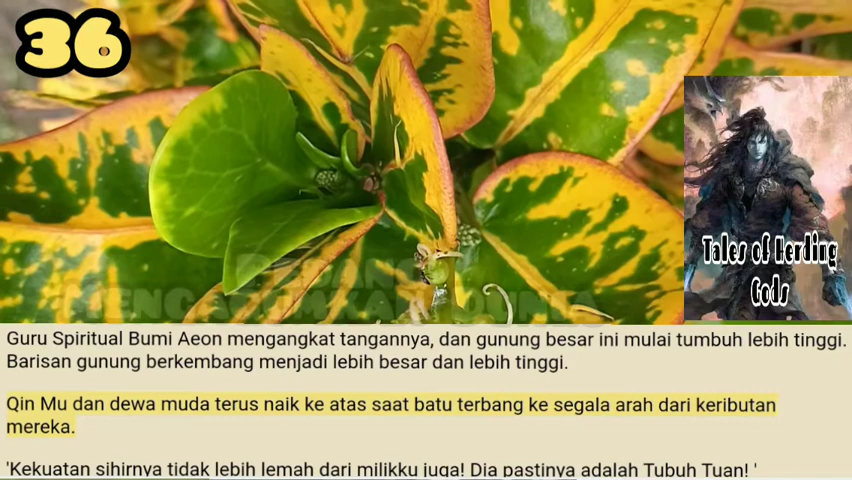 36
Tales of Herding
Gods
Guru Spiritual Bumi Aeon mengangkat tangannya, dan gunung besar ini mulai tumbuh lebih tinggi.
Barisan gunung berkembang menjadi lebih besar dan lebih tinggi.
Qin Mu dan dewa muda terus naik ke atas saat batu terbang ke segala arah dari keributan
mereka.
'Kekuatan sihirnya tidak lebih lemah dari milikku juga! Dia pastinya adalah Tubuh Tuan! '